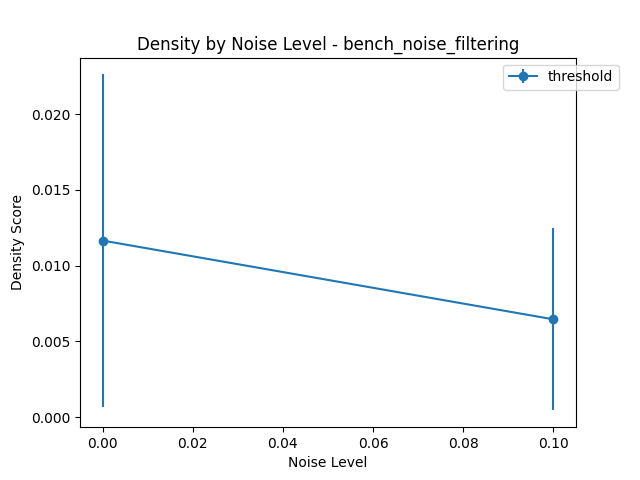 Density by Noise Level - bench_noise_filtering
threshold
0.020
0.015
0.010
0.005
0.000
Density Score
0.00 0.02 0.04 0.06 0.08 0.10
Noise Level